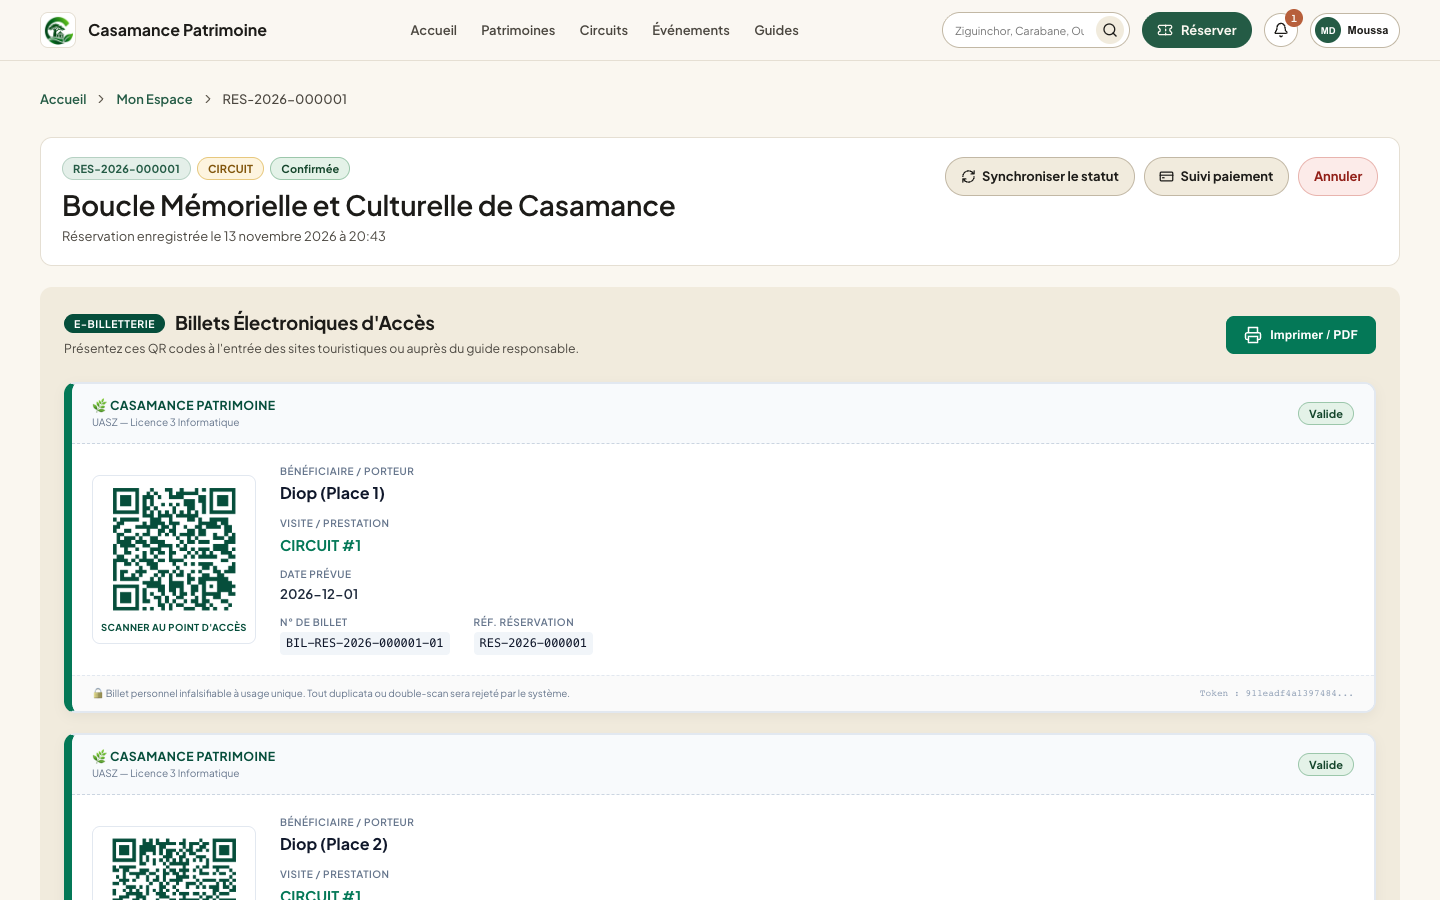 Casamance Patrimoine
Accueil Patrimoines Circuits Événements Guides
Ziguinchor, Carabane, Ou
Réserver
1
MD Moussa
Accueil > Mon Espace > RES-2026-000001
RES-2026-000001 CIRCUIT Confirmée
Synchroniser le statut Suivi paiement Annuler
Boucle Mémorielle et Culturelle de Casamance
Réservation enregistrée le 13 novembre 2026 à 20:43
E-BILLETTERIE Billets Électroniques d'Accès
Présentez ces QR codes à l'entrée des sites touristiques ou auprès du guide responsable.
Imprimer / PDF
CASAMANCE PATRIMOINE
UASZ — Licence 3 Informatique
Valide
SCANNER AU POINT D'ACCÈS
BÉNÉFICIAIRE / PORTEUR
Diop (Place 1)
VISITE / PRESTATION
CIRCUIT #1
DATE PRÉVUE
2026-12-01
N° DE BILLET RÉF. RÉSERVATION
BIL-RES-2026-000001-01 RES-2026-000001
Billet personnel infalsifiable à usage unique. Tout duplicata ou double-scan sera rejeté par le système.
Token : 911eadf4a1397484...
CASAMANCE PATRIMOINE
UASZ — Licence 3 Informatique
Valide
BÉNÉFICIAIRE / PORTEUR
Diop (Place 2)
VISITE / PRESTATION
CIRCUIT #1